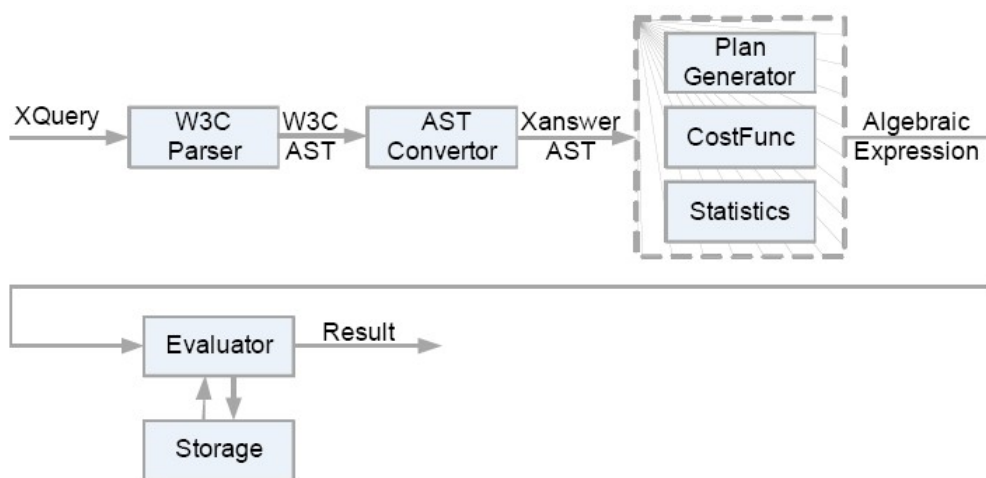 XQuery
W3C
Parser
W3C
AST
AST
Convertor
Xanswer
AST
Plan
Generator
CostFunc
Statistics
Algebraic
Expression
Evaluator
Result
Storage